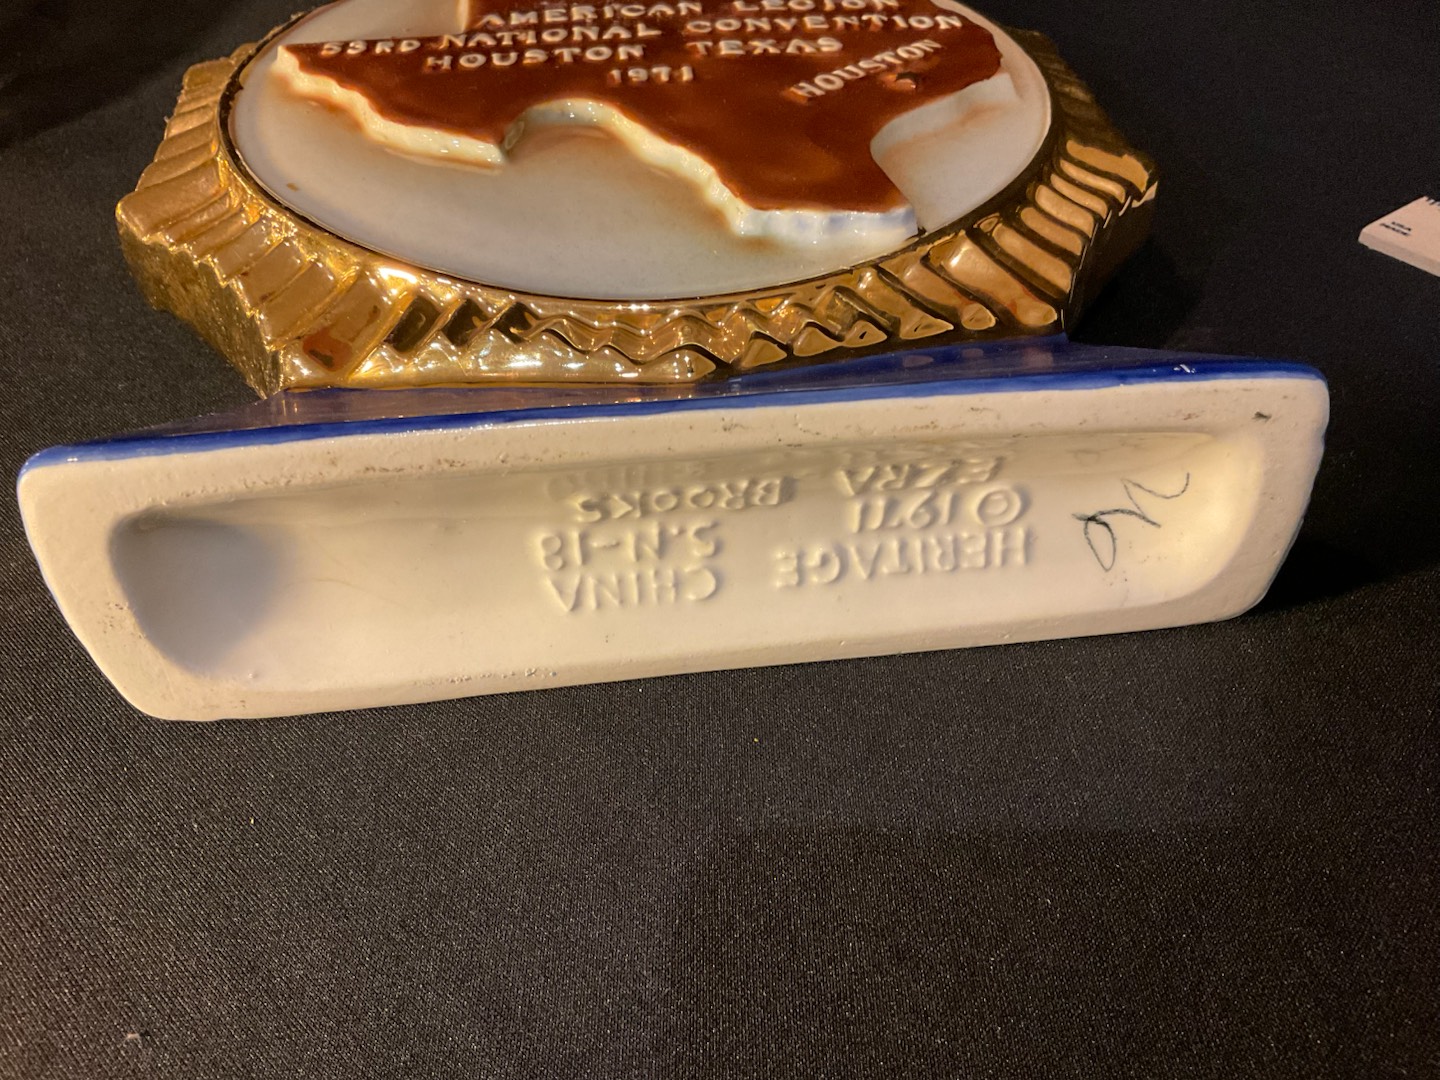 AMERICAN LEGION
53RD NATIONAL CONVENTION
HOUSTON TEXAS
1971
HOUSTON
HERITAGE CHINA
© 1971 S.N-18
EZRA BROOKS